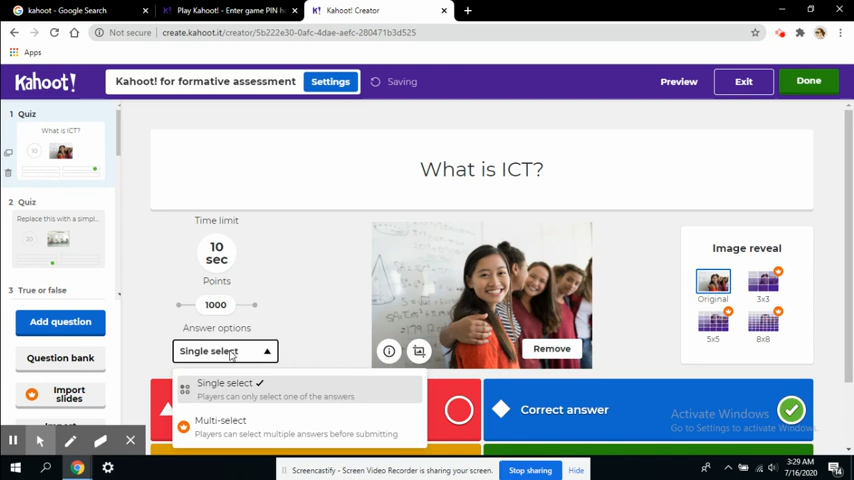 kahoot - Google Search
Play Kahoot! - Enter game PIN h
Kahoot! Creator
Not secure
create.kahoot.it/creator/5b222e30-0afc-4dae-aefc-280471b3d525
Apps
Kahoot!
Kahoot! for formative assessment
Settings
Saving
Preview
Exit
Done
1 Quiz
What is ICT?
10
2 Quiz
Replace this with a simpl...
20
3 True or false
Add question
Question bank
Import
slides
Import
What is ICT?
Time limit
10
sec
Points
1000
Answer options
Single select
Single select
Players can only select one of the answers
Multi-select
Players can select multiple answers before submitting
Remove
Image reveal
Original
3x3
5x5
8x8
Correct answer
Activate Windows
Go to Settings to activate Windows.
Screencastify - Screen Video Recorder is sharing your screen.
Stop sharing
Hide
3:29 AM
7/16/2020
14